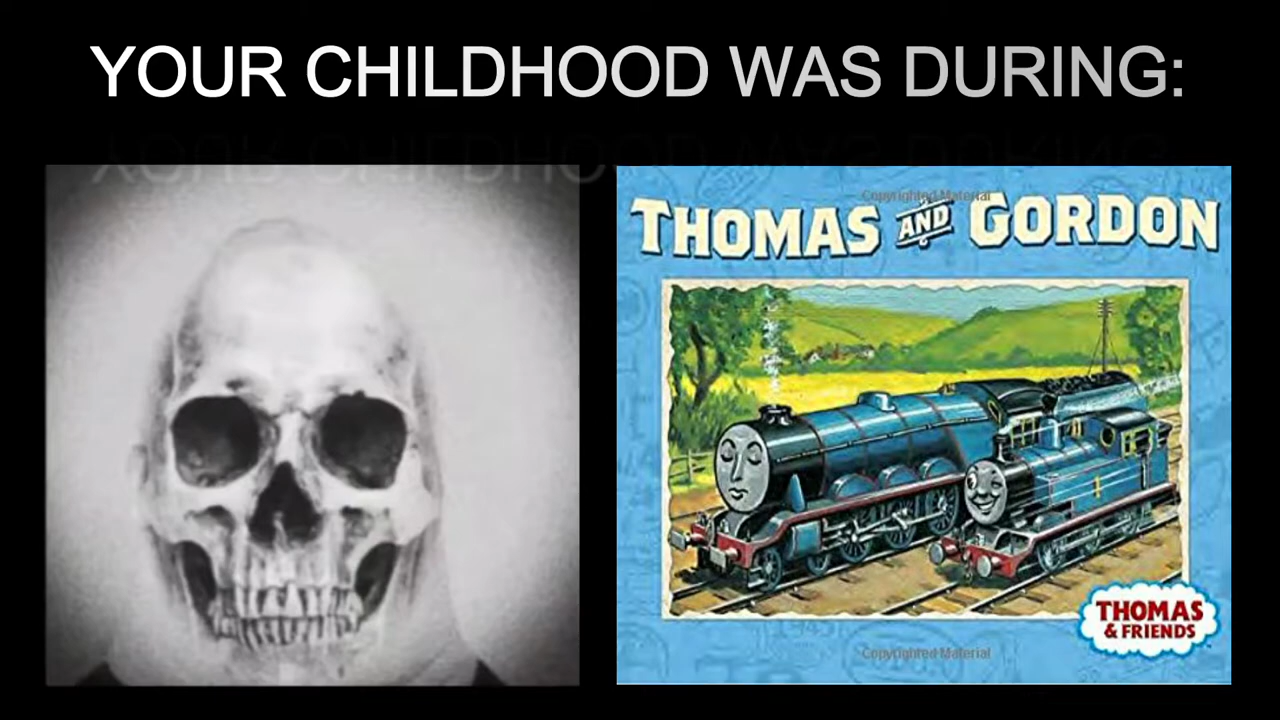 YOUR CHILDHOOD WAS DURING:
Copyrighted Material
THOMAS AND GORDON
THOMAS
& FRIENDS
Copyrighted Material